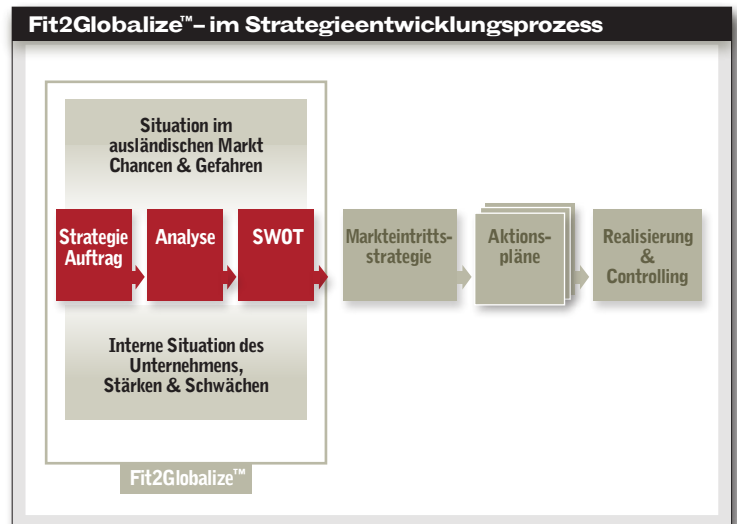 Fit2Globalize™– im Strategieentwicklungsprozess
Situation im
ausländischen Markt
Chancen & Gefahren
Strategie
Auftrag
Analyse
SWOT
Markteintritts-
strategie
Aktions-
pläne
Realisierung
&
Controlling
Interne Situation des
Unternehmens,
Stärken & Schwächen
Fit2Globalize™